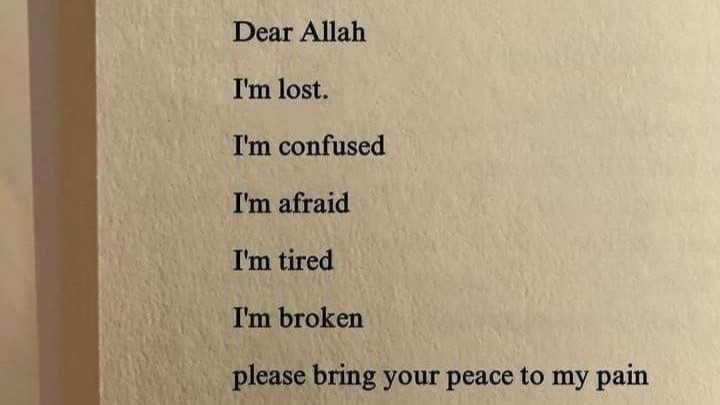 Dear Allah
I'm lost.
I'm confused
I'm afraid
I'm tired
I'm broken
please bring your peace to my pain